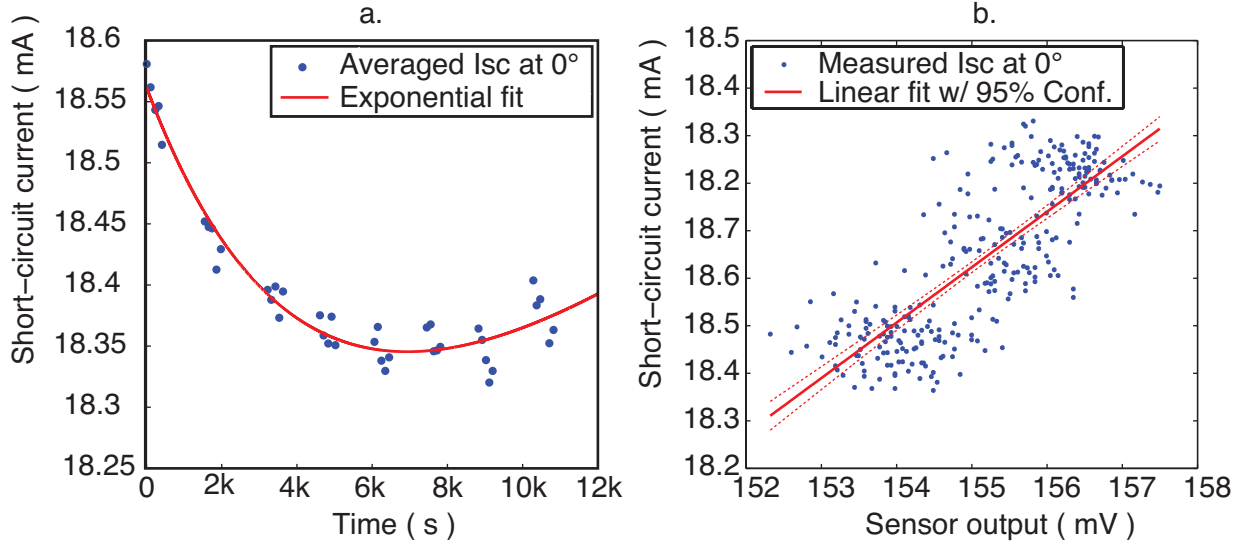 a.
Short–circuit current ( mA )
18.6
18.55
18.5
18.45
18.4
18.35
18.3
18.25
0
2k
4k
6k
8k
10k
12k
Time ( s )
Averaged Isc at 0°
Exponential fit
b.
Short–circuit current ( mA )
18.5
18.3
18.2
18.7
18.6
18.5
18.4
18.3
18.2
152
153
154
155
156
157
158
Sensor output ( mV )
Measured Isc at 0°
Linear fit w/ 95% Conf.